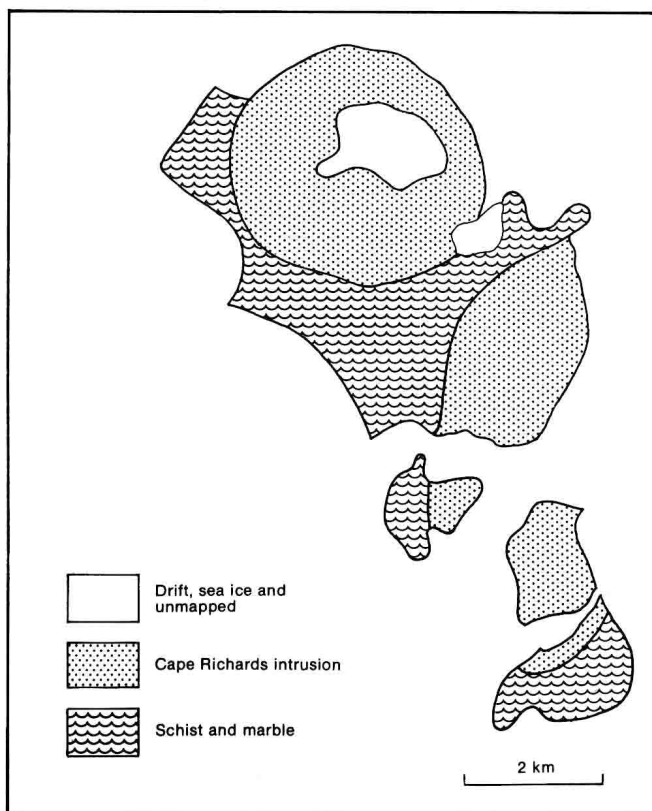 Drift, sea ice and
unmapped
Cape Richards intrusion
Schist and marble
2 km